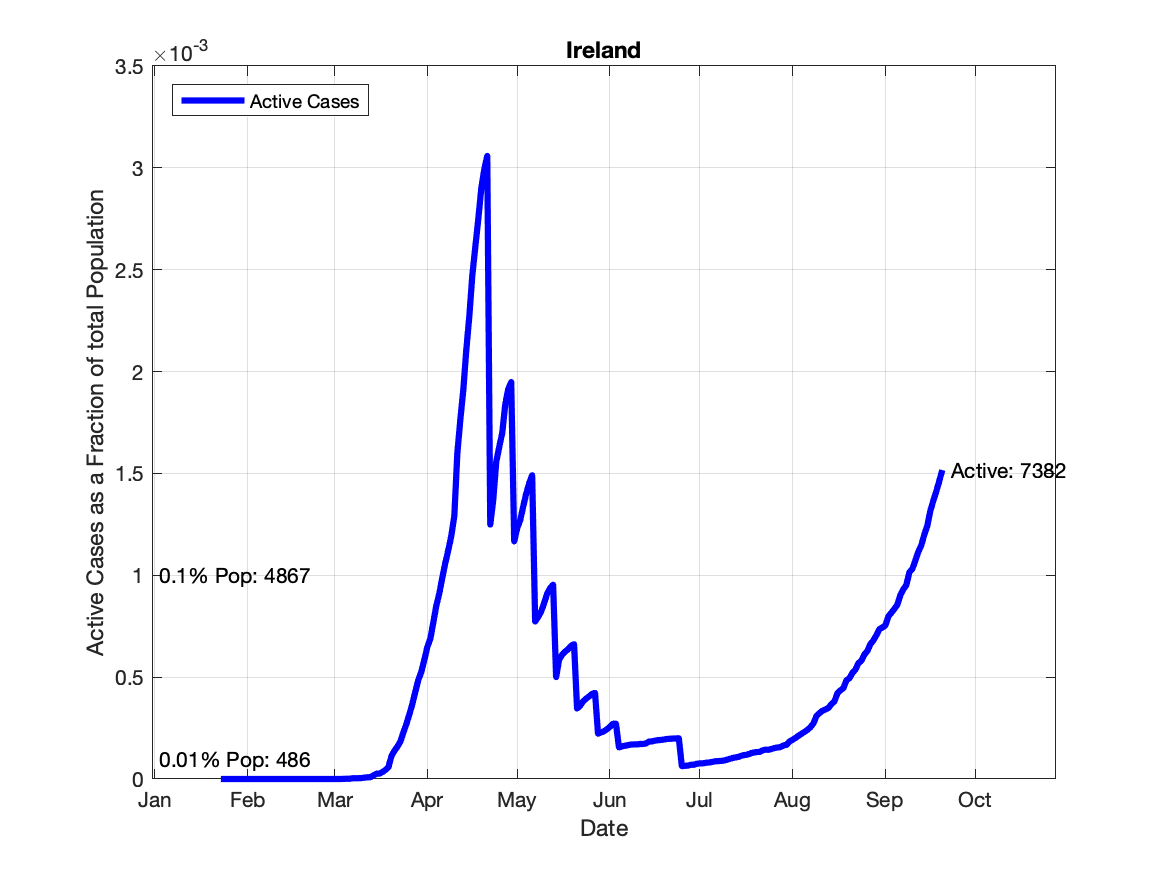 Ireland
×10-3
Active Cases
3.5
3
2.5
2
1.5
1
0.5
0
Active Cases as a Fraction of total Population
Active: 7382
0.1% Pop: 4867
0.01% Pop: 486
Jan Feb Mar Apr May Jun Jul Aug Sep Oct
Date